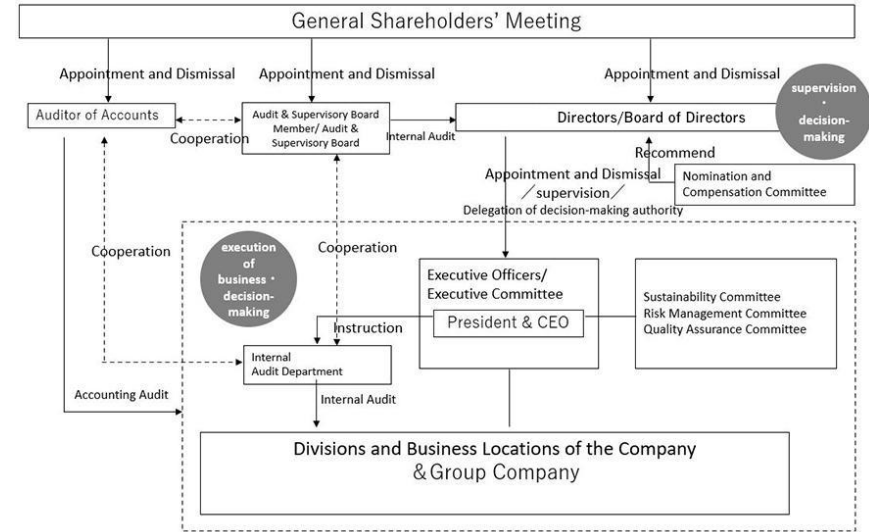 General Shareholders’ Meeting
Appointment and Dismissal
Appointment and Dismissal
Appointment and Dismissal
supervision
・
decision-
making
Auditor of Accounts
Cooperation
Audit & Supervisory Board
Member/ Audit &
Supervisory Board
Internal Audit
Directors/Board of Directors
Recommend
Nomination and
Compensation Committee
Appointment and Dismissal
／supervision／
Delegation of decision-making authority
Cooperation
Cooperation
execution
of
business・
decision-
making
Executive Officers/
Executive Committee
President & CEO
Sustainability Committee
Risk Management Committee
Quality Assurance Committee
Instruction
Internal
Audit Department
Accounting Audit
Internal Audit
Divisions and Business Locations of the Company
＆Group Company